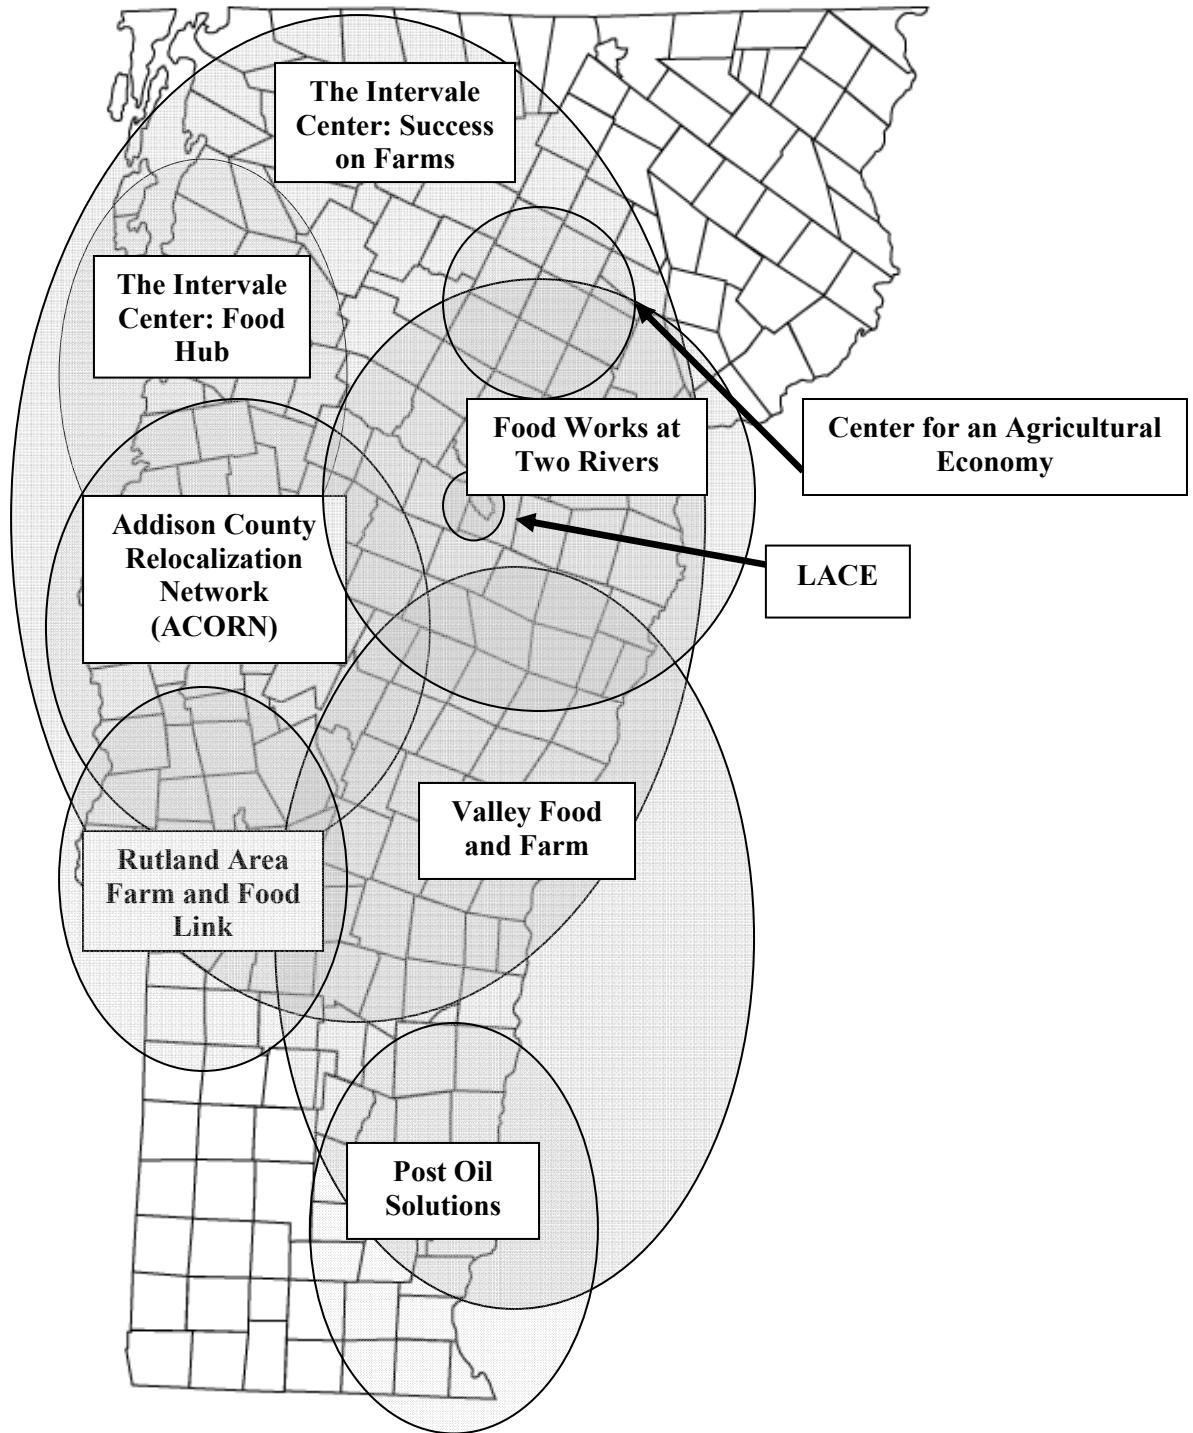 The Intervale
Center: Success
on Farms
The Intervale
Center: Food
Hub
Food Works at
Two Rivers
Center for an Agricultural
Economy
Addison County
Relocalization
Network
(ACORN)
LACE
Valley Food
and Farm
Rutland Area
Farm and Food
Link
Post Oil
Solutions